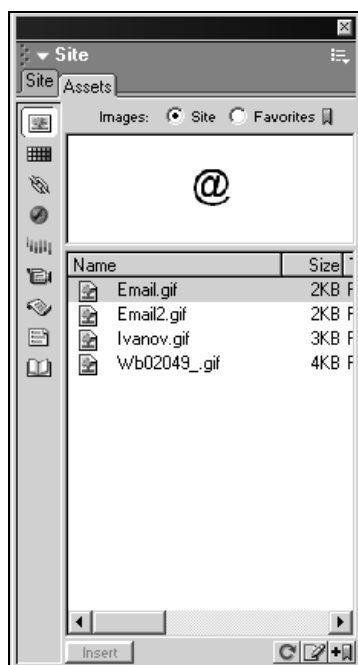 Site
Site Assets
Images: Site Favorites
@
Name Size
Email.gif 2KB
Email2.gif 2KB
Ivanov.gif 3KB
Wb02049_.gif 4KB
Insert